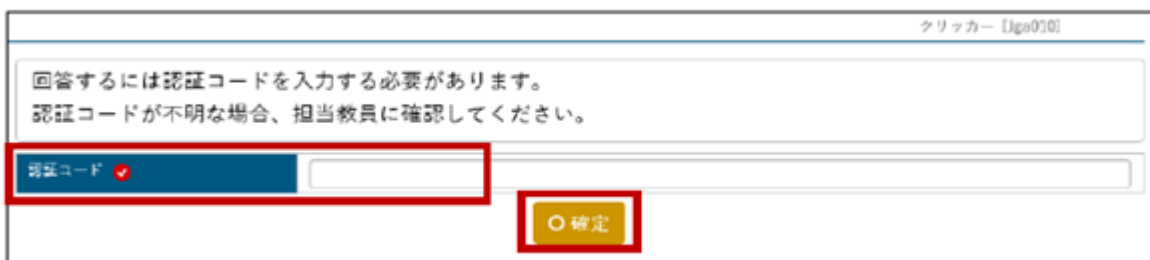 クリッカー [Jga010]
回答するには認証コードを入力する必要があります。
認証コードが不明な場合、担当教員に確認してください。
認証コード
確定